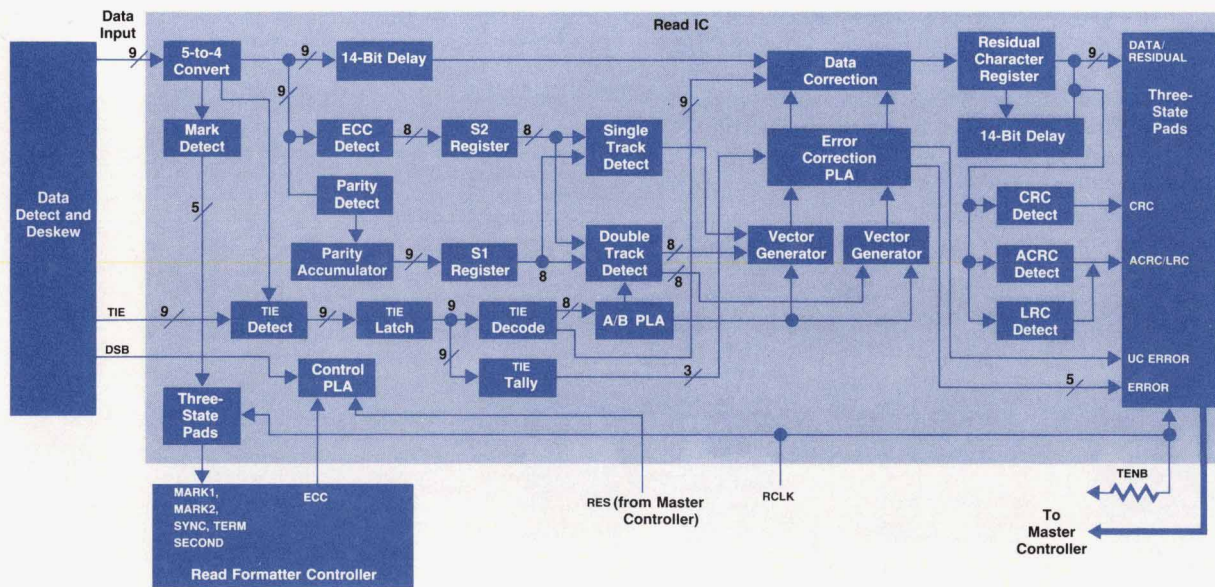 Data
Input
Read IC
9
5-to-4
Convert
9
14-Bit Delay
Data
Correction
Residual
Character
Register
9
DATA/
RESIDUAL
Three-
State
Pads
9
9
Mark
Detect
ECC
Detect
8
S2
Register
8
Single
Track
Detect
Error
Correction
PLA
14-Bit Delay
Data
Detect and
Deskew
5
Parity
Detect
CRC
Detect
CRC
Parity
Accumulator
9
S1
Register
8
Double
Track
Detect
8
8
Vector
Generator
Vector
Generator
ACRC
Detect
ACRC/LRC
TIE
9
TIE
Detect
9
TIE
Latch
9
TIE
Decode
8
A/B PLA
LRC
Detect
DSB
9
Control
PLA
TIE
Tally
3
UC ERROR
5
ERROR
Three-
State
Pads
MARK1,
MARK2,
SYNC, TERM
SECOND
ECC
Read Formatter Controller
RES (from Master
Controller)
RCLK
TENB
To
Master
Controller